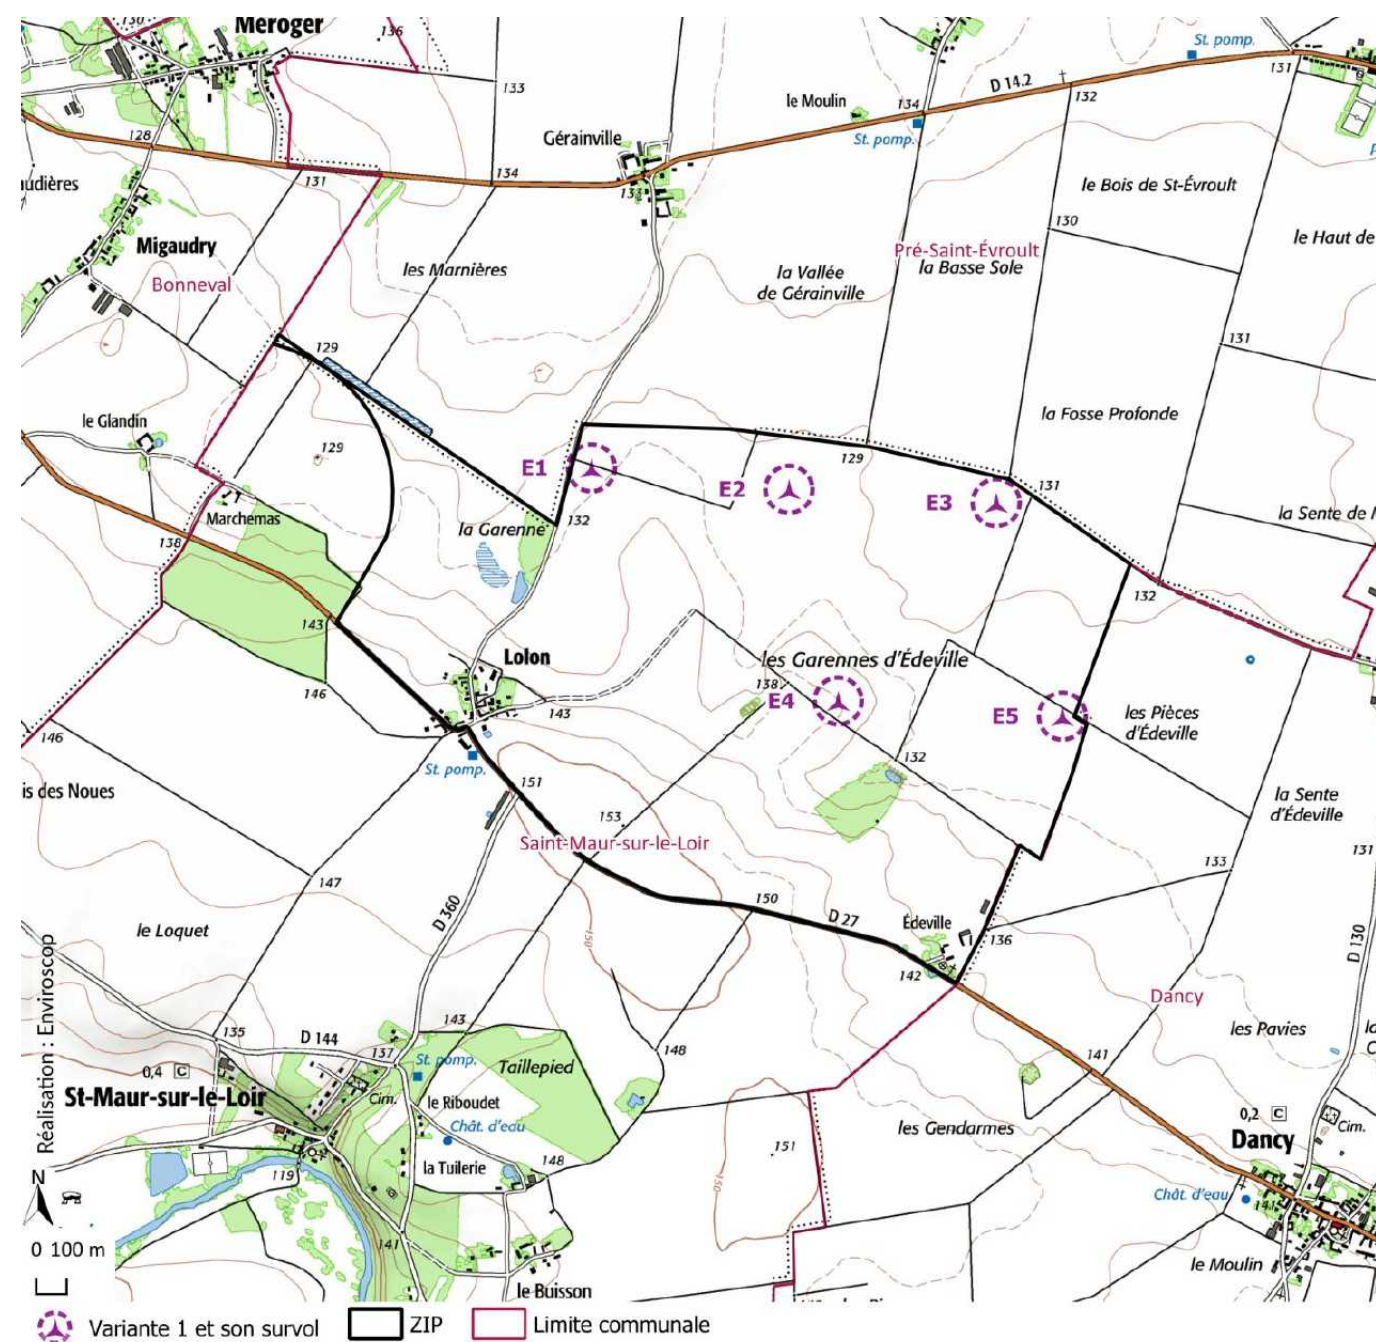 Méroger
130
136
St. pomp.
133
D 14.2
131
132
le Moulin
134
128
Gérainville
St. pomp.
131
134
133
le Bois de St-Évroult
Migaudry
130
le Haut de
Pré-Saint-Évroult
Bonneval
les Marnières
la Vallée
de Gérainville
la Basse Sole
129
131
le Glandin
la Fosse Profonde
129
129
E1
E2
E3
131
Marchemas
132
la Garenne
138
132
143
Lolon
les Garennes d'Édeville
146
138
E4
143
E5
les Pièces
d'Édeville
146
132
St. pomp.
151
is des Noues
la Sente
d'Édeville
153
Saint-Maur-sur-le-Loir
131
133
147
150
D 360
D 27
Édeville
le Loquet
150
136
D 130
142
Dancy
les Pavies
135
D 144
143
137
148
141
St. pomp.
Taillepied
0,4 C
St-Maur-sur-le-Loir
Cim.
le Riboudet
les Gendarmes
0,2 C
Cim.
Chât. d'eau
Dancy
151
la Tuilerie
148
119
150
Chât. d'eau
141
le Moulin
le Buisson
Réalisation : Enviroscop
N
0 100 m
Variante 1 et son survol
ZIP
Limite communale